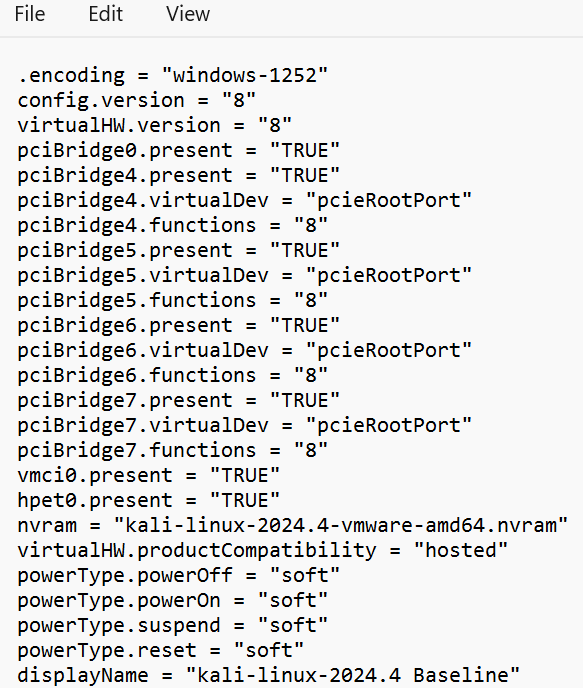 File Edit View
.encoding = "windows-1252"
config.version = "8"
virtualHW.version = "8"
pciBridge0.present = "TRUE"
pciBridge4.present = "TRUE"
pciBridge4.virtualDev = "pcieRootPort"
pciBridge4.functions = "8"
pciBridge5.present = "TRUE"
pciBridge5.virtualDev = "pcieRootPort"
pciBridge5.functions = "8"
pciBridge6.present = "TRUE"
pciBridge6.virtualDev = "pcieRootPort"
pciBridge6.functions = "8"
pciBridge7.present = "TRUE"
pciBridge7.virtualDev = "pcieRootPort"
pciBridge7.functions = "8"
vmci0.present = "TRUE"
hpet0.present = "TRUE"
nvram = "kali-linux-2024.4-vmware-amd64.nvram"
virtualHW.productCompatibility = "hosted"
powerType.powerOff = "soft"
powerType.powerOn = "soft"
powerType.suspend = "soft"
powerType.reset = "soft"
displayName = "kali-linux-2024.4 Baseline"